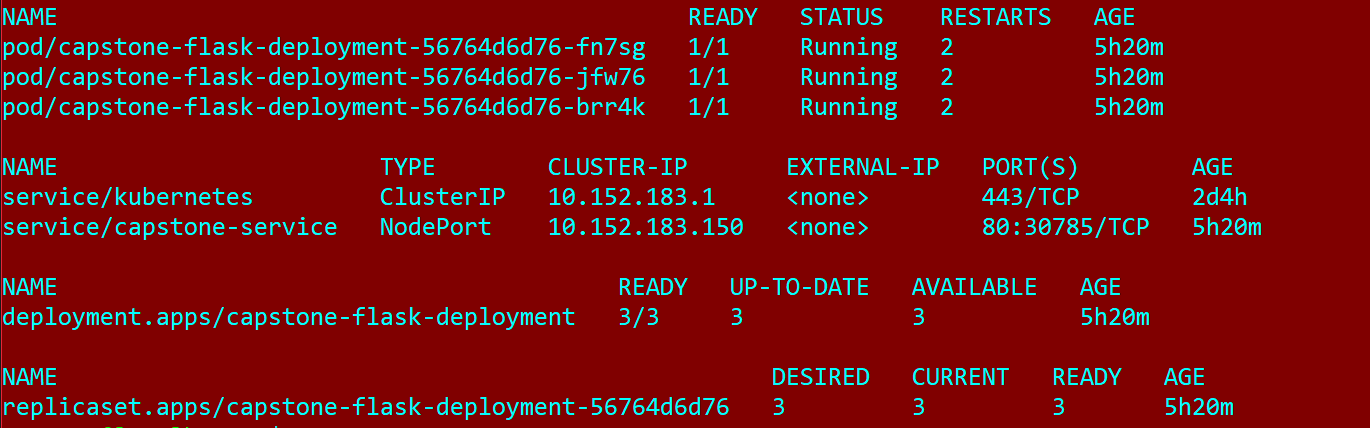 NAME READY STATUS RESTARTS AGE
pod/capstone-flask-deployment-56764d6d76-fn7sg 1/1 Running 2 5h20m
pod/capstone-flask-deployment-56764d6d76-jfw76 1/1 Running 2 5h20m
pod/capstone-flask-deployment-56764d6d76-brr4k 1/1 Running 2 5h20m
NAME TYPE CLUSTER-IP EXTERNAL-IP PORT(S) AGE
service/kubernetes ClusterIP 10.152.183.1 <none> 443/TCP 2d4h
service/capstone-service NodePort 10.152.183.150 <none> 80:30785/TCP 5h20m
NAME READY UP-TO-DATE AVAILABLE AGE
deployment.apps/capstone-flask-deployment 3/3 3 3 5h20m
NAME DESIRED CURRENT READY AGE
replicaset.apps/capstone-flask-deployment-56764d6d76 3 3 3 5h20m